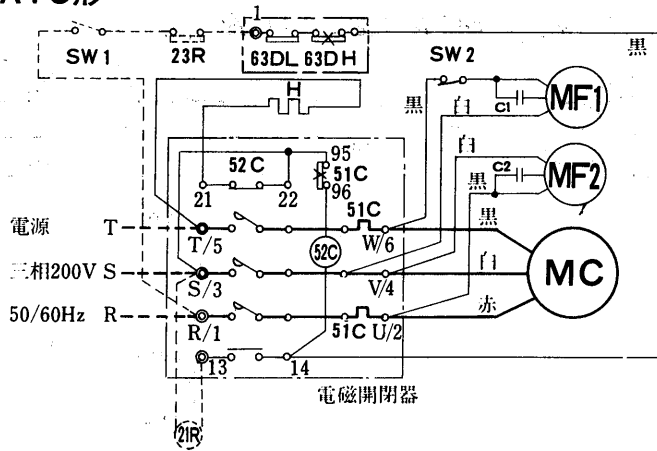 1
SW1
23R
63DL 63DH
SW2
黒
H
黒
白
C1
MF1
52C
95
51C
96
21
22
白
黒
C2
MF2
51C
黒
電源 T
T/5
W/6
52C
三相200V S
S/3
V/4
白
MC
50/60Hz R
R/1
51C U/2
赤
13
14
電磁開閉器
21R